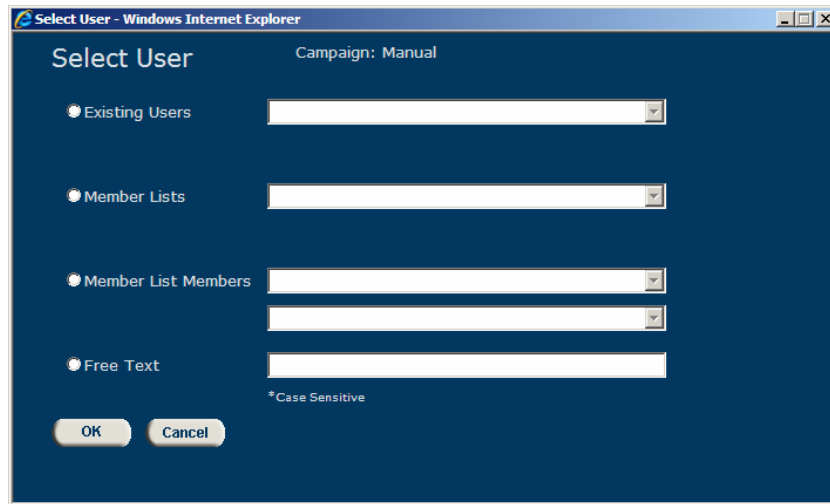 Select User - Windows Internet Explorer
Select User
Campaign: Manual
Existing Users
Member Lists
Member List Members
Free Text
*Case Sensitive
OK
Cancel